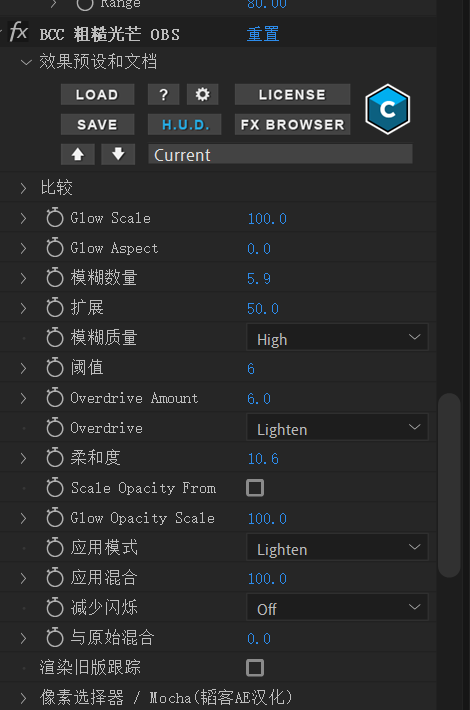 Range 80.00
fx BCC 粗糙光芒 OBS 重置
效果预设和文档
LOAD ? LICENSE
SAVE H.U.D. FX BROWSER
Current
比较
Glow Scale 100.0
Glow Aspect 0.0
模糊数量 5.9
扩展 50.0
模糊质量 High
阈值 6
Overdrive Amount 6.0
Overdrive Lighten
柔和度 10.6
Scale Opacity From
Glow Opacity Scale 100.0
应用模式 Lighten
应用混合 100.0
减少闪烁 Off
与原始混合 0.0
渲染旧版跟踪
像素选择器 / Mocha(韬客AE汉化)